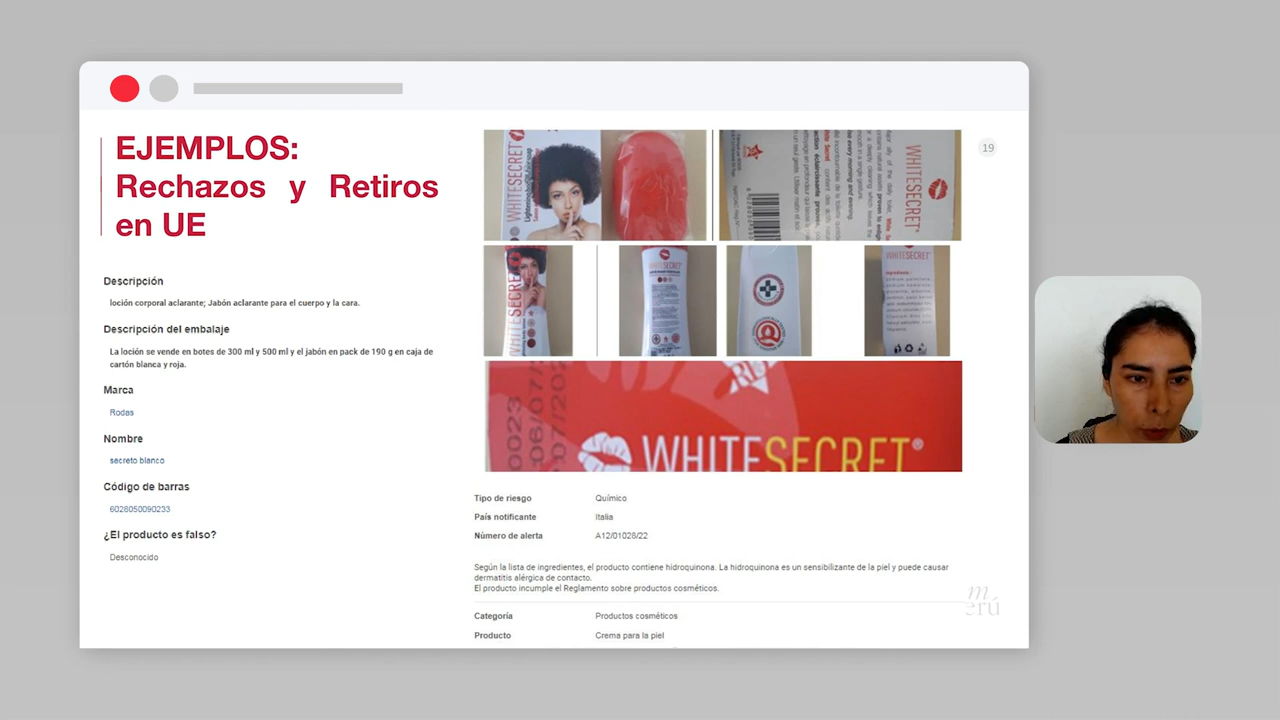 EJEMPLOS:
Rechazos y Retiros
en UE
Descripción
loción corporal aclarante; Jabón aclarante para el cuerpo y la cara.
Descripción del embalaje
La loción se vende en botes de 300 ml y 500 ml y el jabón en pack de 190 g en caja de
cartón blanca y roja.
Marca
Rodas
Nombre
secreto blanco
Código de barras
6028050090233
¿El producto es falso?
Desconocido
19
WHITESECRET
WHITESECRET
WHITESECRET
WHITESECRET
WHITESECRET
WHITESECRET®
Tipo de riesgo Químico
País notificante Italia
Número de alerta A12/01028/22
Según la lista de ingredientes, el producto contiene hidroquinona. La hidroquinona es un sensibilizante de la piel y puede causar
dermatitis alérgica de contacto.
El producto incumple el Reglamento sobre productos cosméticos.
Categoría Productos cosméticos
Producto Crema para la piel
m
erú